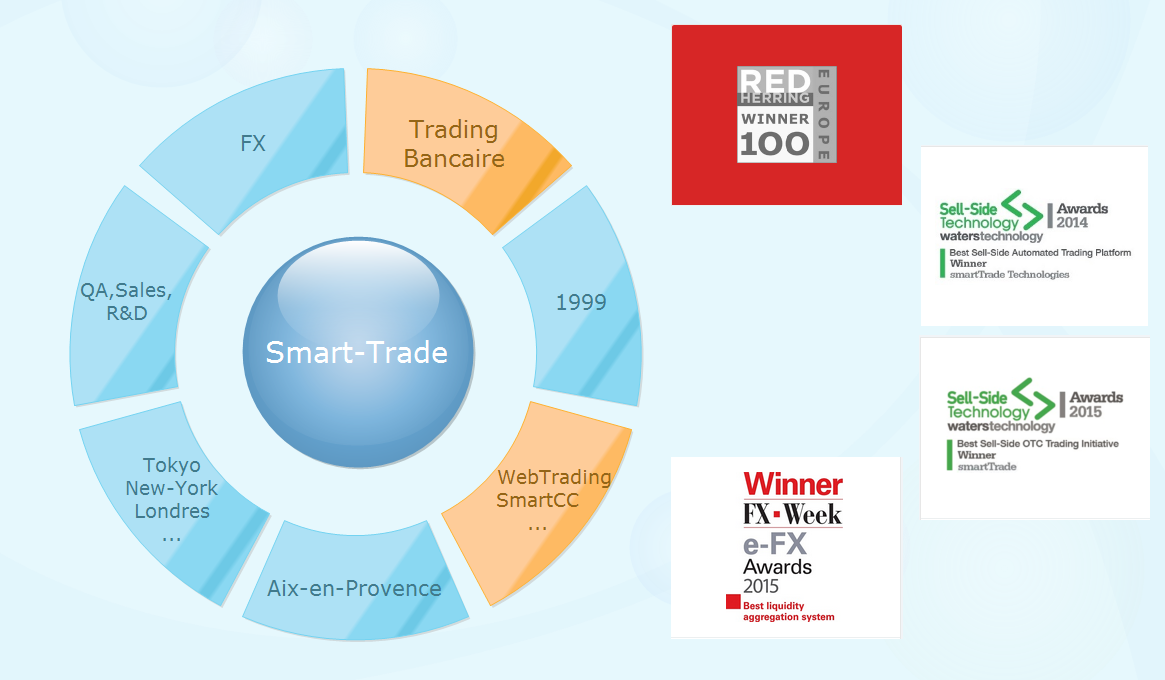 FX
Trading
Bancaire
QA,Sales,
R&D
1999
Smart-Trade
Tokyo
New-York
Londres
...
WebTrading
SmartCC
...
Aix-en-Provence
RED
HERRING
WINNER
100
EUROPE
Sell-Side
Technology
waterstechnology
Awards
2014
Best Sell-Side Automated Trading Platform
Winner
smartTrade Technologies
Sell-Side
Technology
waterstechnology
Awards
2015
Best Sell-Side OTC Trading Initiative
Winner
smartTrade
Winner
FX Week
e-FX
Awards
2015
Best liquidity
aggregation system